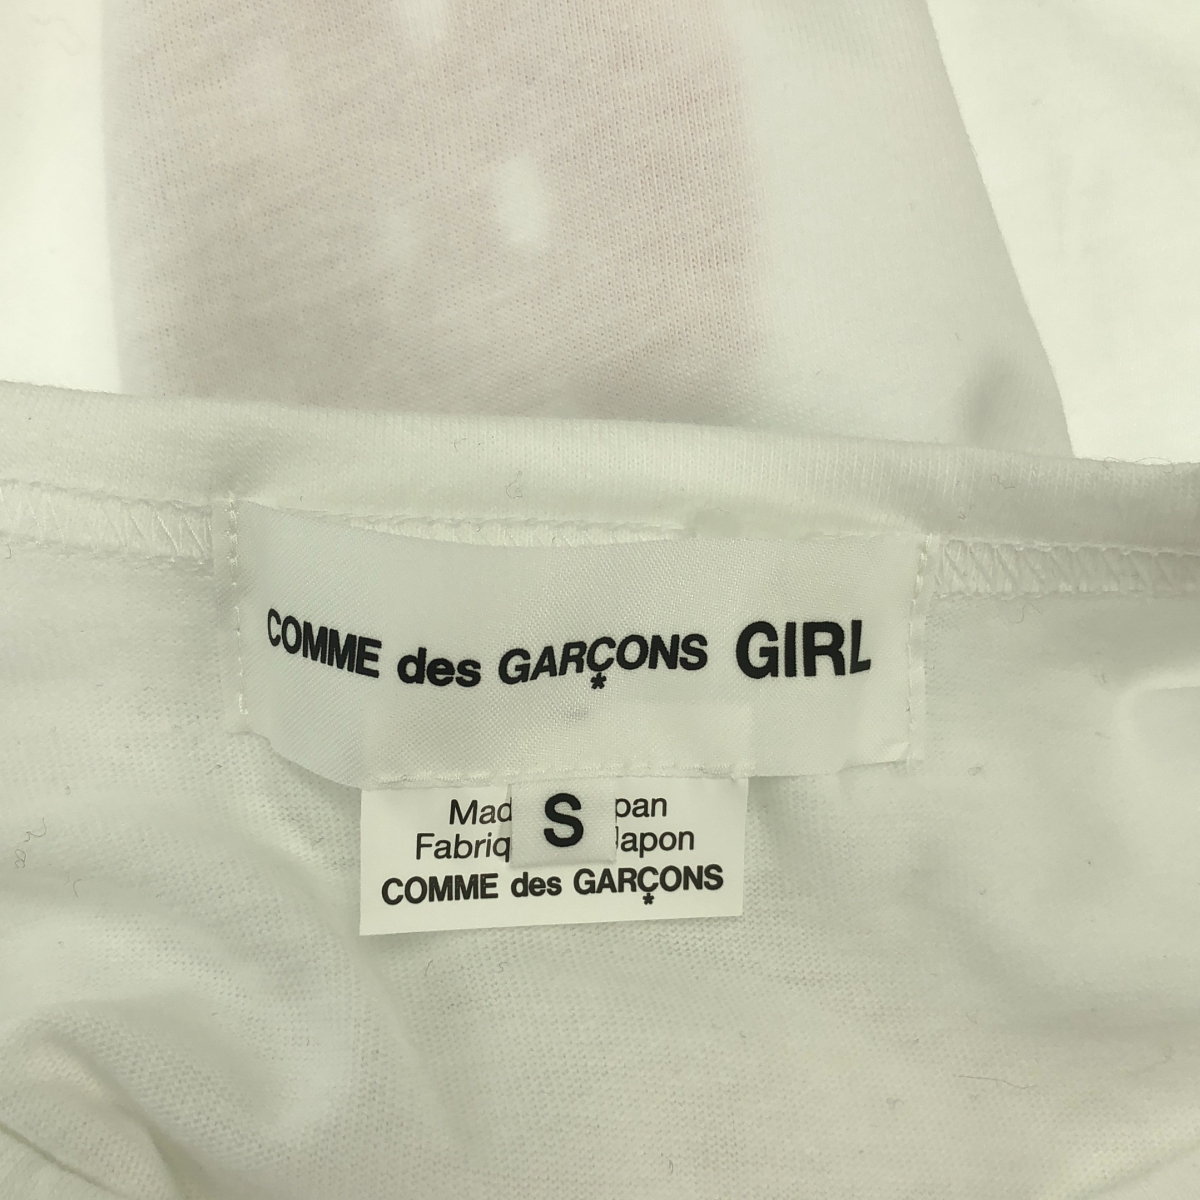 COMME des GARÇONS GIRL
*
S
Mad pan
Fabriq Japon
COMME des GARÇONS
*